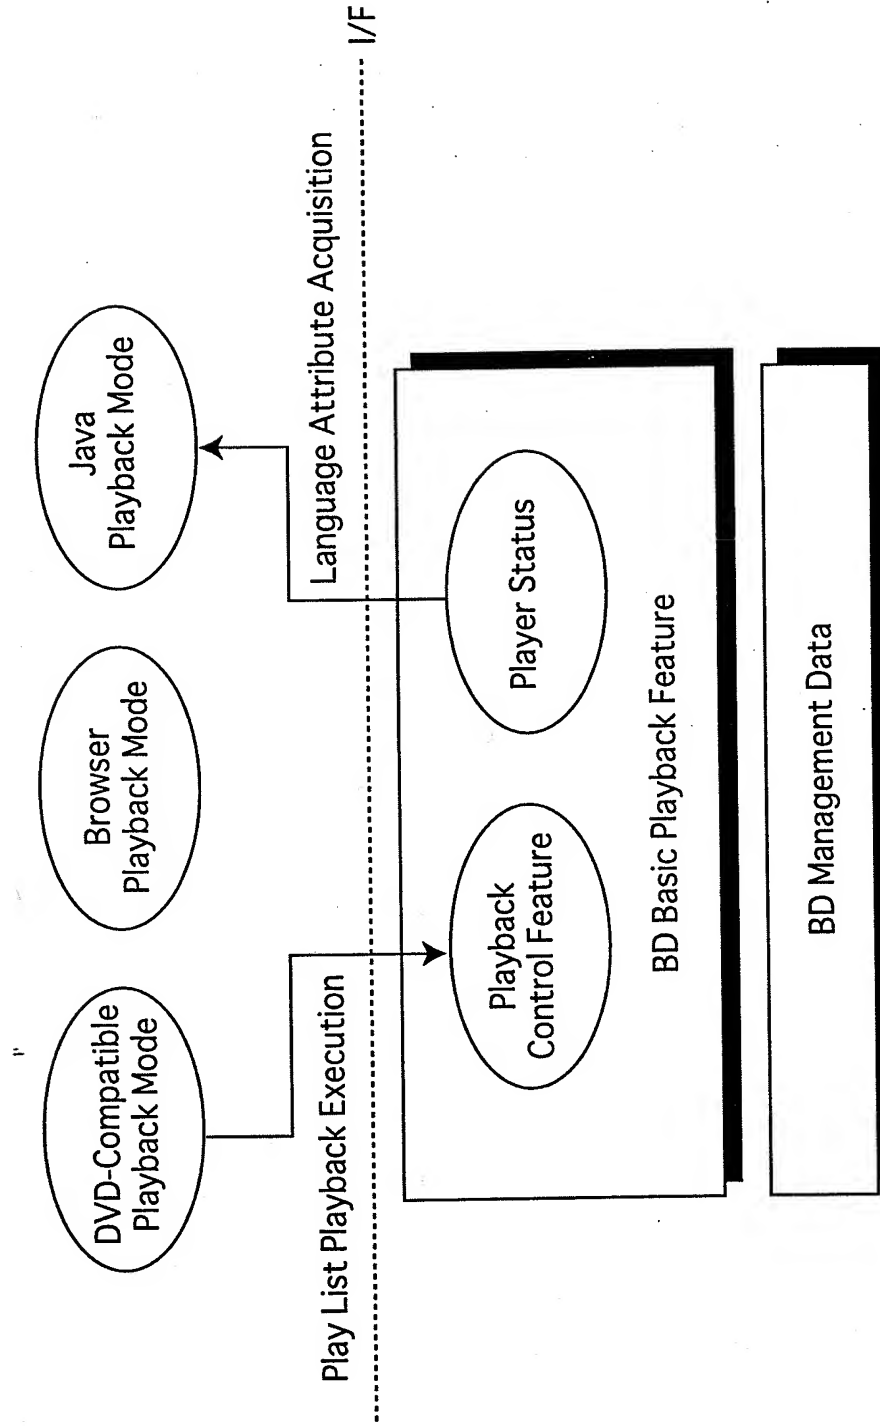 DVD-Compatible
Playback Mode
Browser
Playback Mode
Java
Playback Mode
Play List Playback Execution
Language Attribute Acquisition
I/F
Playback
Control Feature
Player Status
BD Basic Playback Feature
BD Management Data